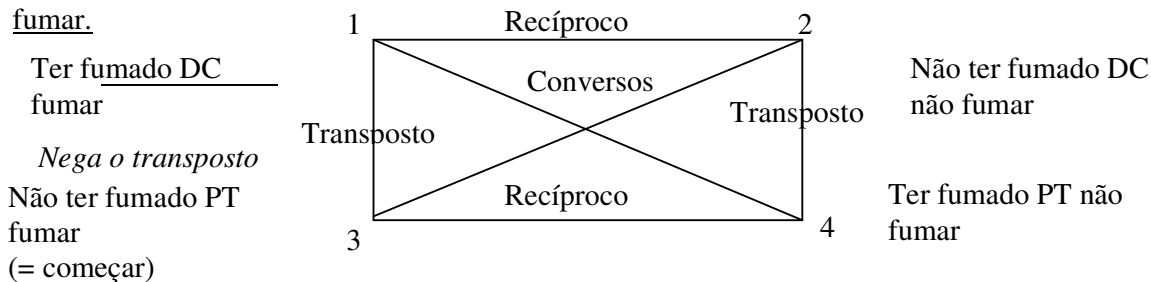 fumar.
1 Recíproco 2
Ter fumado DC
fumar
Conversos
Não ter fumado DC
não fumar
Transposto
Transposto
Nega o transposto
Não ter fumado PT
fumar
(= começar)
Recíproco
Ter fumado PT não
fumar
3
4